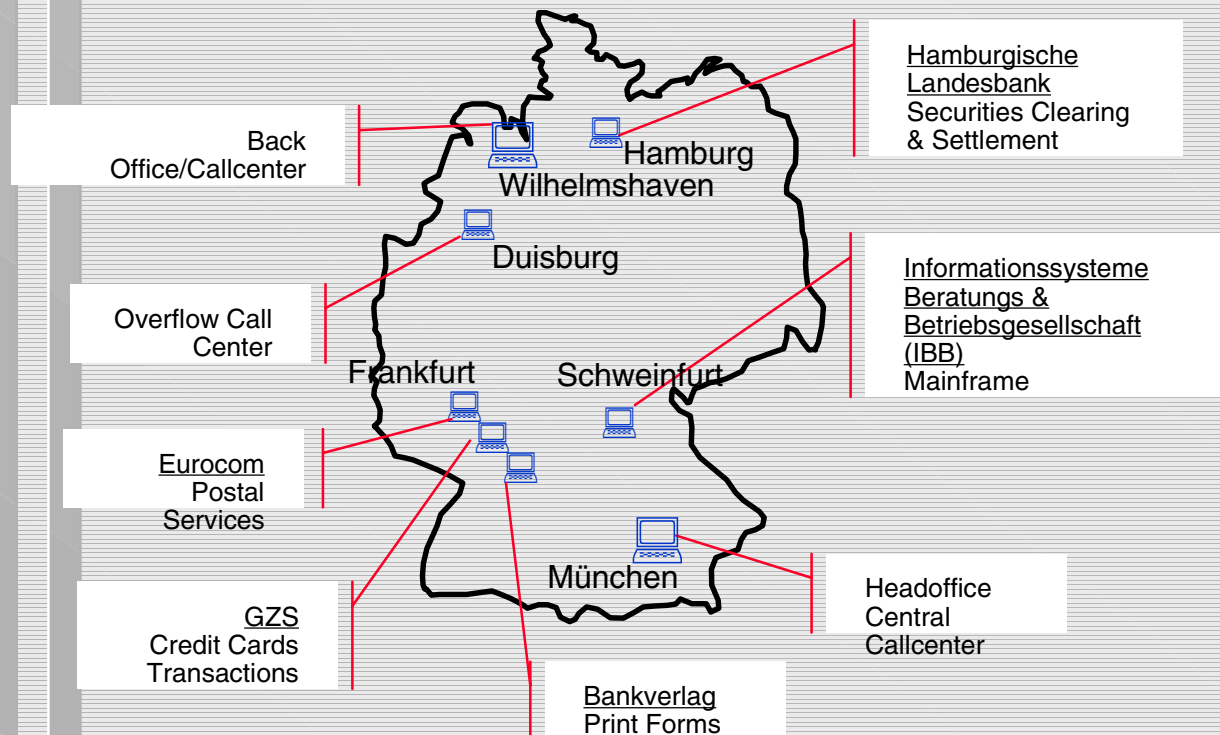 Hamburgische
Landesbank
Securities Clearing
& Settlement
Back
Office/Callcenter
Hamburg
Wilhelmshaven
Duisburg
Informationssysteme
Beratungs &
Betriebsgesellschaft
(IBB)
Mainframe
Overflow Call
Center
Frankfurt
Schweinfurt
Eurocom
Postal
Services
München
Headoffice
Central
Callcenter
GZS
Credit Cards
Transactions
Bankverlag
Print Forms